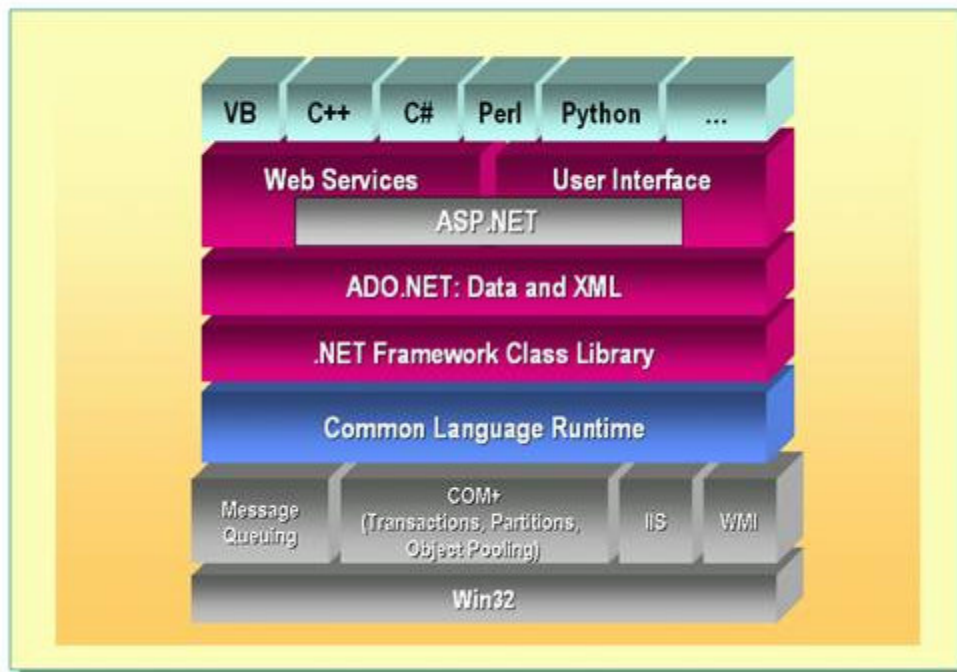 VB C++ C# Perl Python ...
Web Services User Interface
ASP.NET
ADO.NET: Data and XML
.NET Framework Class Library
Common Language Runtime
Message Queuing
COM+
(Transactions, Partitions,
Object Pooling)
IIS
WMI
Win32